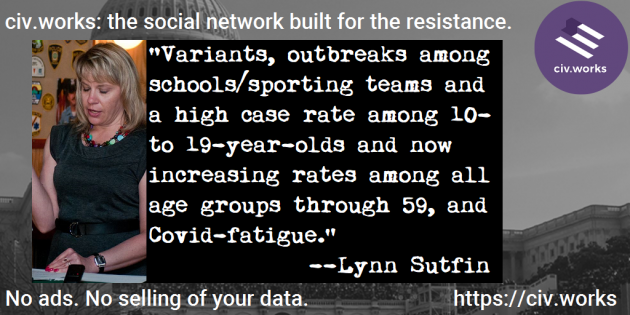 civ.works: the social network built for the resistance.
civ.works
"Variants, outbreaks among
schools/sporting teams and
a high case rate among 10-
to 19-year-olds and now
increasing rates among all
age groups through 59, and
Covid-fatigue."
--Lynn Sutfin
No ads. No selling of your data.
https://civ.works